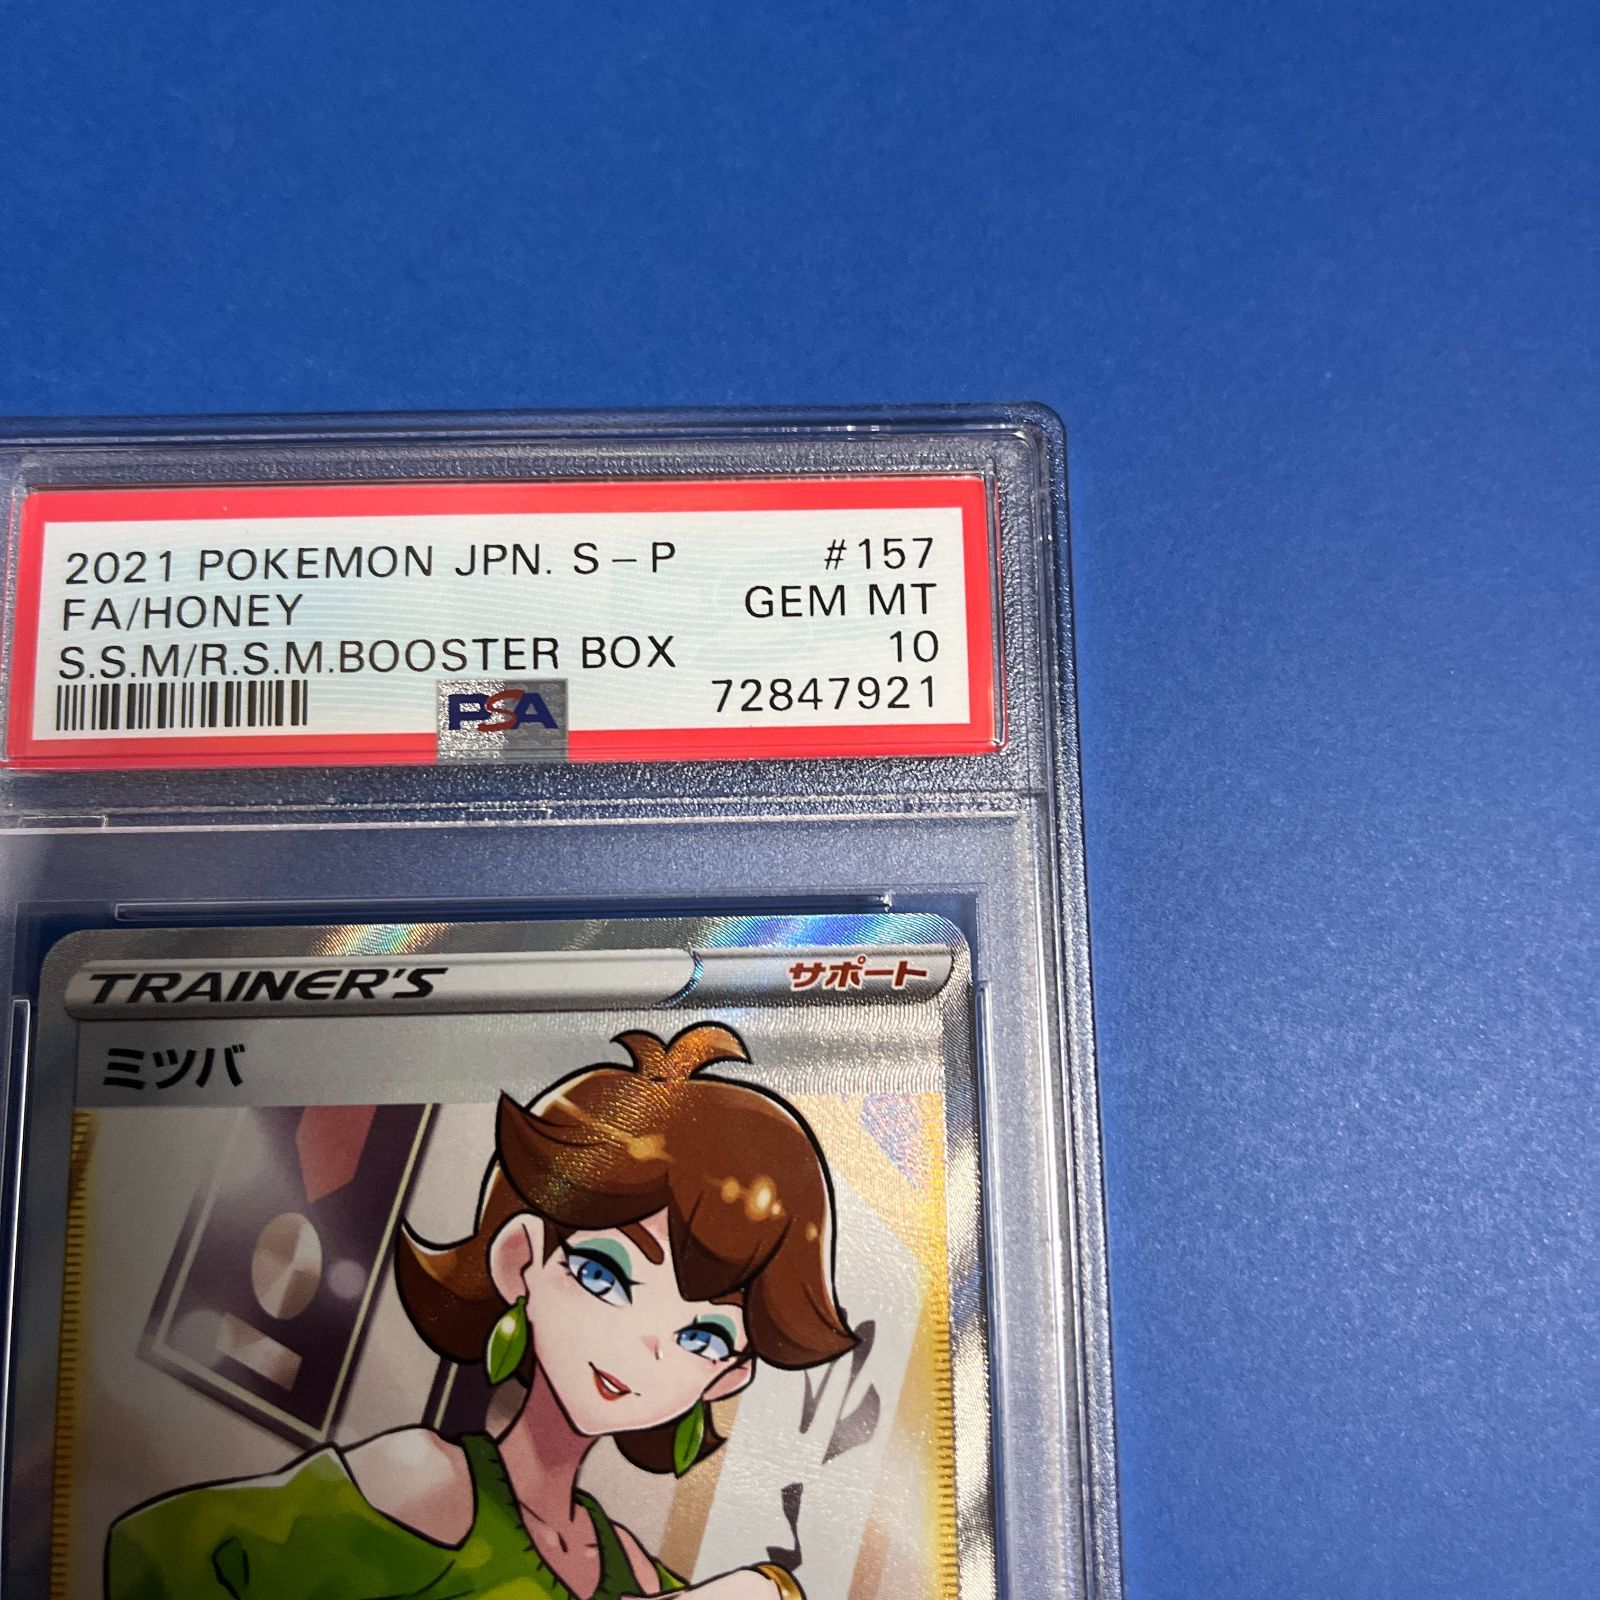 2021 POKEMON JPN. S-P #157
FA/HONEY GEM MT
S.S.M/R.S.M.BOOSTER BOX 10
PSA 72847921
TRAINER'S サポート
ミツバ